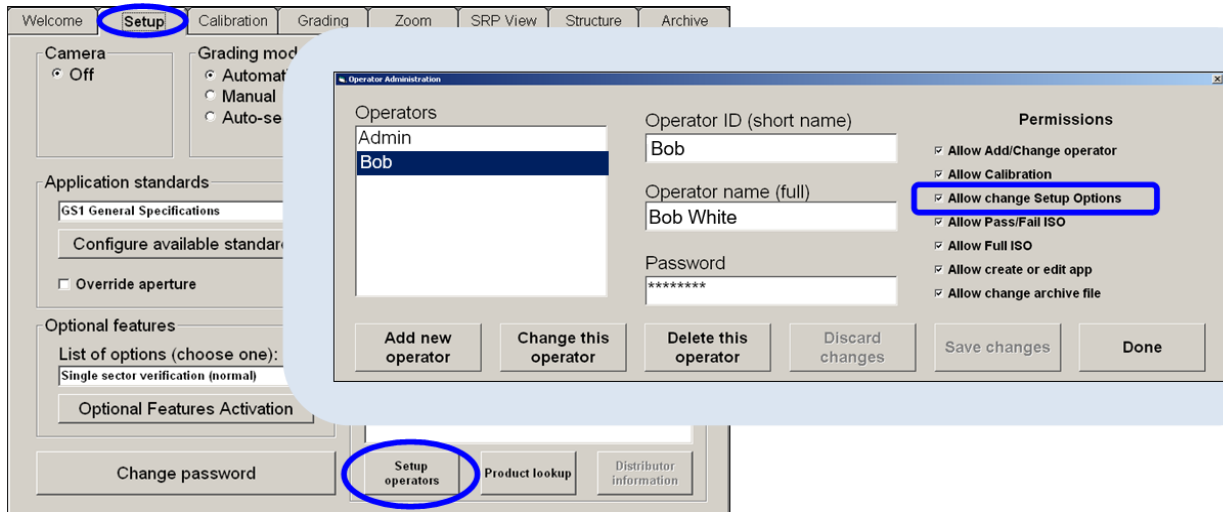 Welcome Setup Calibration Grading Zoom SRP View Structure Archive
Camera
Off
Grading mod
Automati
Manual
Auto-se
Application standards
GS1 General Specifications
Configure available standar
Override aperture
Optional features
List of options (choose one):
Single sector verification (normal)
Optional Features Activation
Change password
Setup
operators
Product lookup
Distributor
information
Operator Administration
Operators
Admin
Bob
Operator ID (short name)
Bob
Operator name (full)
Bob White
Password
********
Permissions
Allow Add/Change operator
Allow Calibration
Allow change Setup Options
Allow Pass/Fail ISO
Allow Full ISO
Allow create or edit app
Allow change archive file
Add new
operator
Change this
operator
Delete this
operator
Discard
changes
Save changes
Done